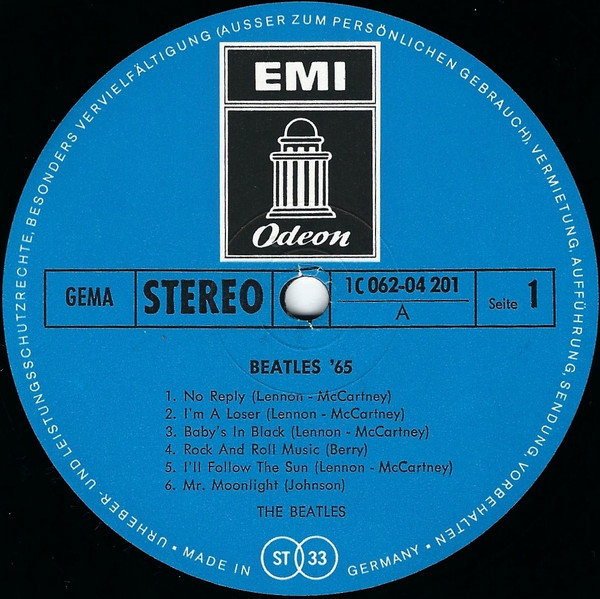 URHEBER- UND LEISTUNGSSCHUTZRECHTE, BESONDERS VERVIELFÄLTIGUNG (AUSSER ZUM PERSÖNLICHEN GEBRAUCH), VERMIETUNG, AUFFÜHRUNG, SENDUNG, VORBEHALTEN •
EMI
Odeon
GEMA
STEREO
1C 062-04 201
A
Seite 1
BEATLES '65
1. No Reply (Lennon - McCartney)
2. I'm A Loser (Lennon - McCartney)
3. Baby's In Black (Lennon - McCartney)
4. Rock And Roll Music (Berry)
5. I'll Follow The Sun (Lennon - McCartney)
6. Mr. Moonlight (Johnson)
THE BEATLES
• MADE IN GERMANY •
ST 33